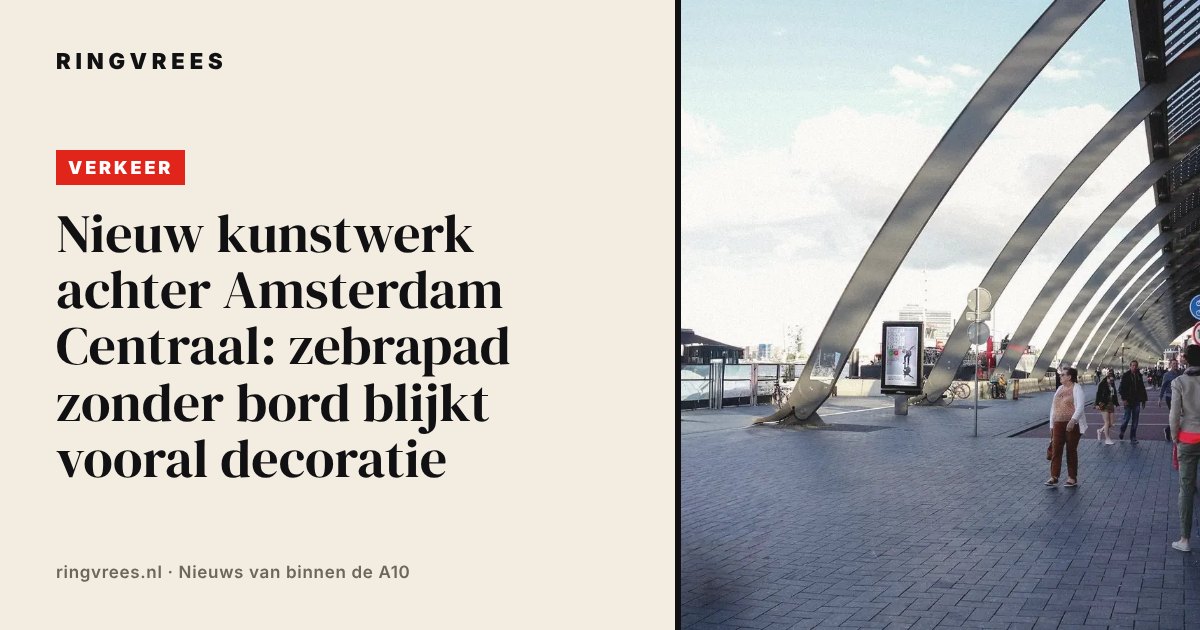 RINGVREES
VERKEER
Nieuw kunstwerk
achter Amsterdam
Centraal: zebrapad
zonder bord blijkt
vooral decoratie
ringvrees.nl · Nieuws van binnen de A10